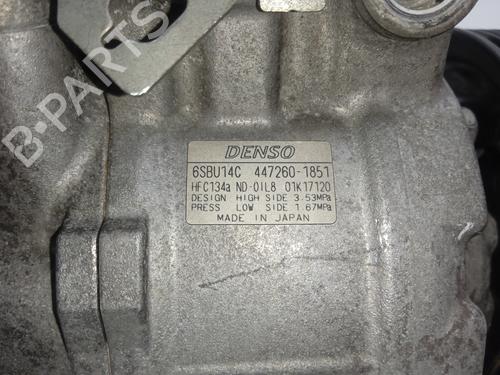 B-PARTS
DENSO
6SBU14C 447260-1851
HFC134a ND-OIL8 01K17120
DESIGN HIGH SIDE 3.53MPa
PRESS LOW SIDE 1.67MPa
MADE IN JAPAN